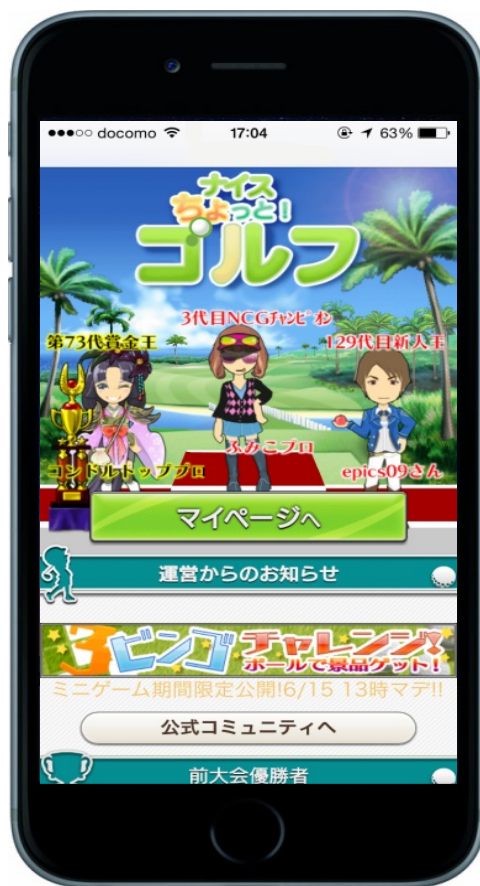 docomo 17:04 63%
ナイス
ちょっと!
ゴルフ
3代目NCGチャンピオン
第73代賞金王
129代目新人王
ふみこプロ
コンドルトッププロ
epics09さん
マイページへ
運営からのお知らせ
3ビンゴチャレンジ!
ボールで景品ゲット!
ミニゲーム期間限定公開!6/15 13時マデ!!
公式コミュニティへ
前大会優勝者